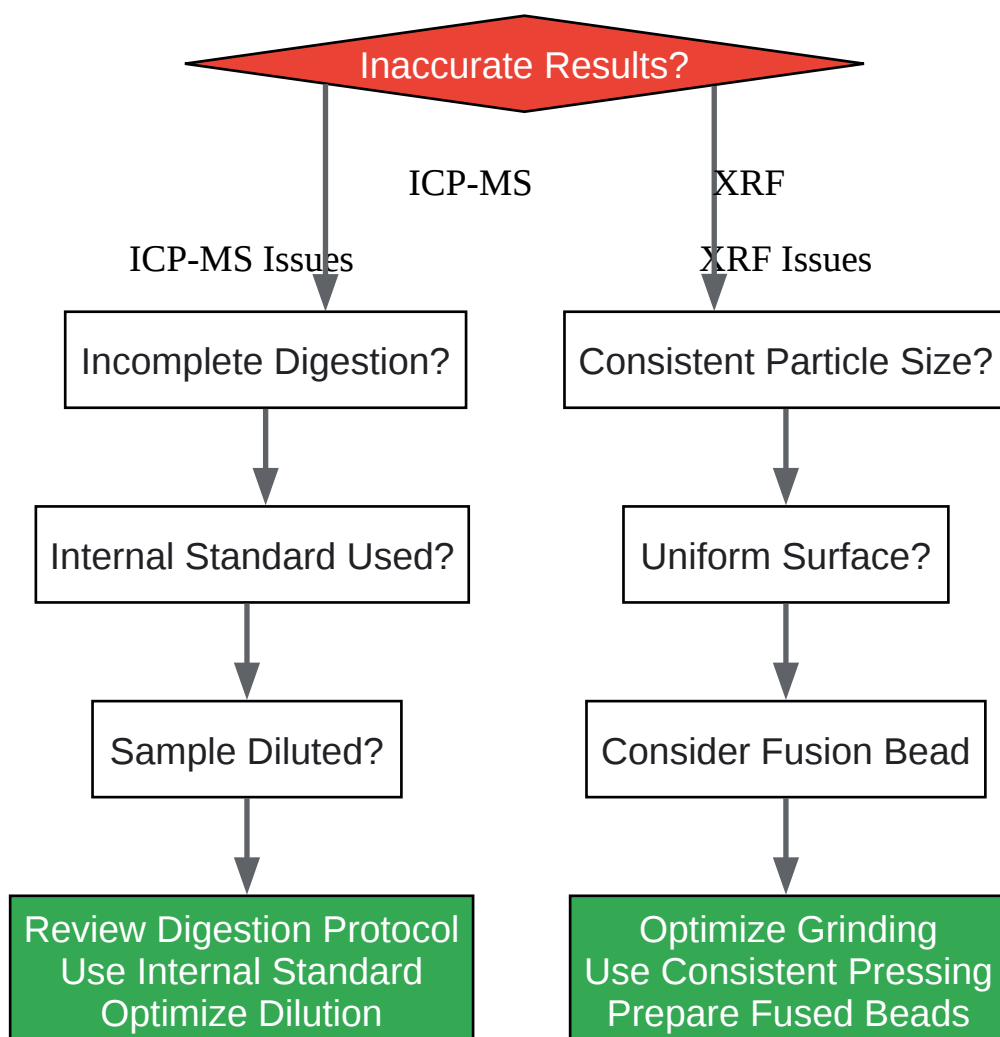 Inaccurate Results?
ICP-MS
XRF
ICP-MS Issues
XRF Issues
Incomplete Digestion?
Consistent Particle Size?
Internal Standard Used?
Uniform Surface?
Sample Diluted?
Consider Fusion Bead
Review Digestion Protocol
Use Internal Standard
Optimize Dilution
Optimize Grinding
Use Consistent Pressing
Prepare Fused Beads